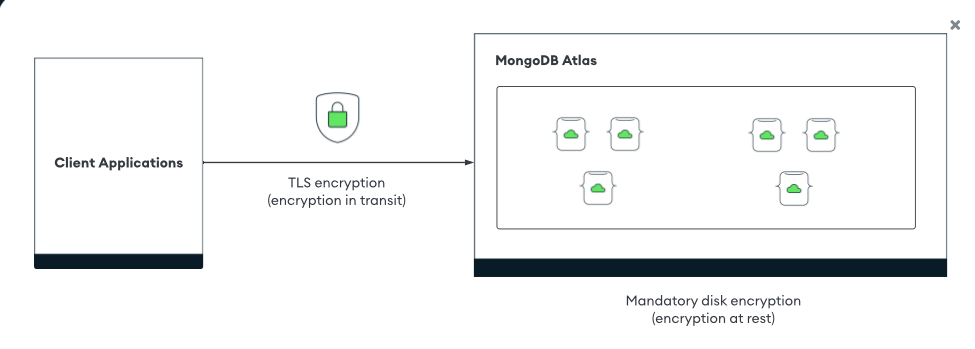 MongoDB Atlas
Client Applications
TLS encryption
(encryption in transit)
Mandatory disk encryption
(encryption at rest)